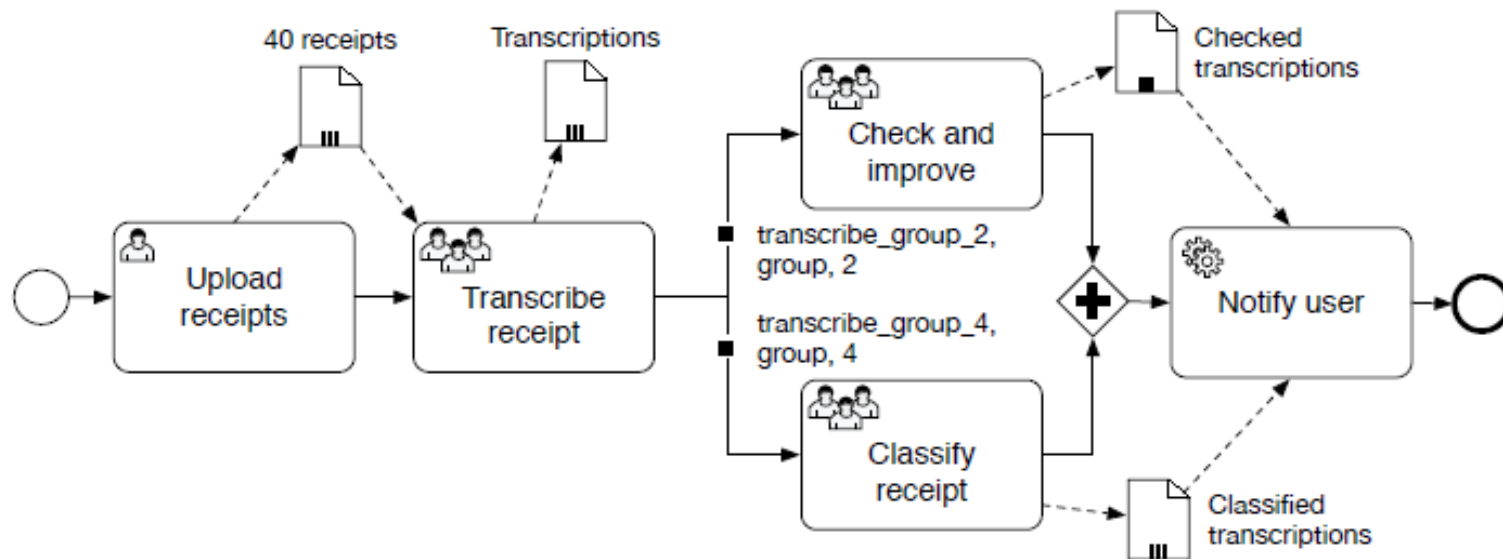 40 receipts
Transcriptions
Checked
transcriptions
Check and
improve
Upload
receipts
Transcribe
receipt
transcribe_group_2,
group, 2
transcribe_group_4,
group, 4
Notify user
Classify
receipt
Classified
transcriptions